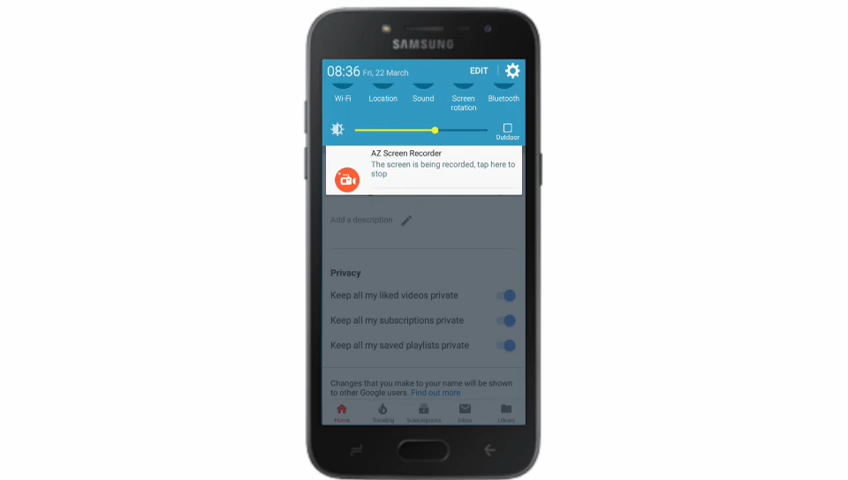 SAMSUNG
08:36 Fri, 22 March EDIT
Wi-Fi Location Sound Screen rotation Bluetooth
Outdoor
AZ Screen Recorder
The screen is being recorded, tap here to
stop
Add a description
Privacy
Keep all my liked videos private
Keep all my subscriptions private
Keep all my saved playlists private
Changes that you make to your name will be shown
to other Google users. Find out more
Home Trending Subscriptions Inbox Library